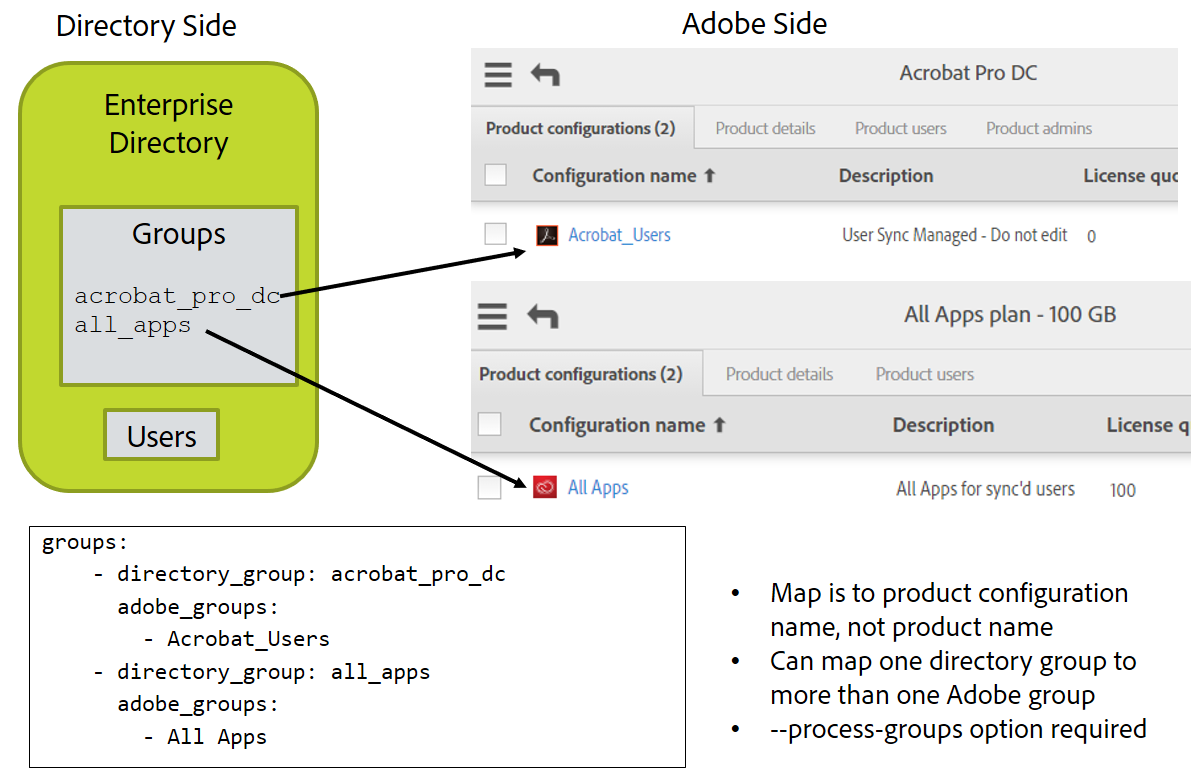 Directory Side
Enterprise
Directory
Groups
acrobat_pro_dc
all_apps
Users
Adobe Side
Acrobat Pro DC
Product configurations (2) Product details Product users Product admins
Configuration name ⬆ Description License quo
Acrobat_Users User Sync Managed - Do not edit 0
All Apps plan - 100 GB
Product configurations (2) Product details Product users
Configuration name ⬆ Description License q
All Apps All Apps for sync'd users 100
groups:
    - directory_group: acrobat_pro_dc
      adobe_groups:
        - Acrobat_Users
    - directory_group: all_apps
      adobe_groups:
        - All Apps
• Map is to product configuration
name, not product name
• Can map one directory group to
more than one Adobe group
• --process-groups option required